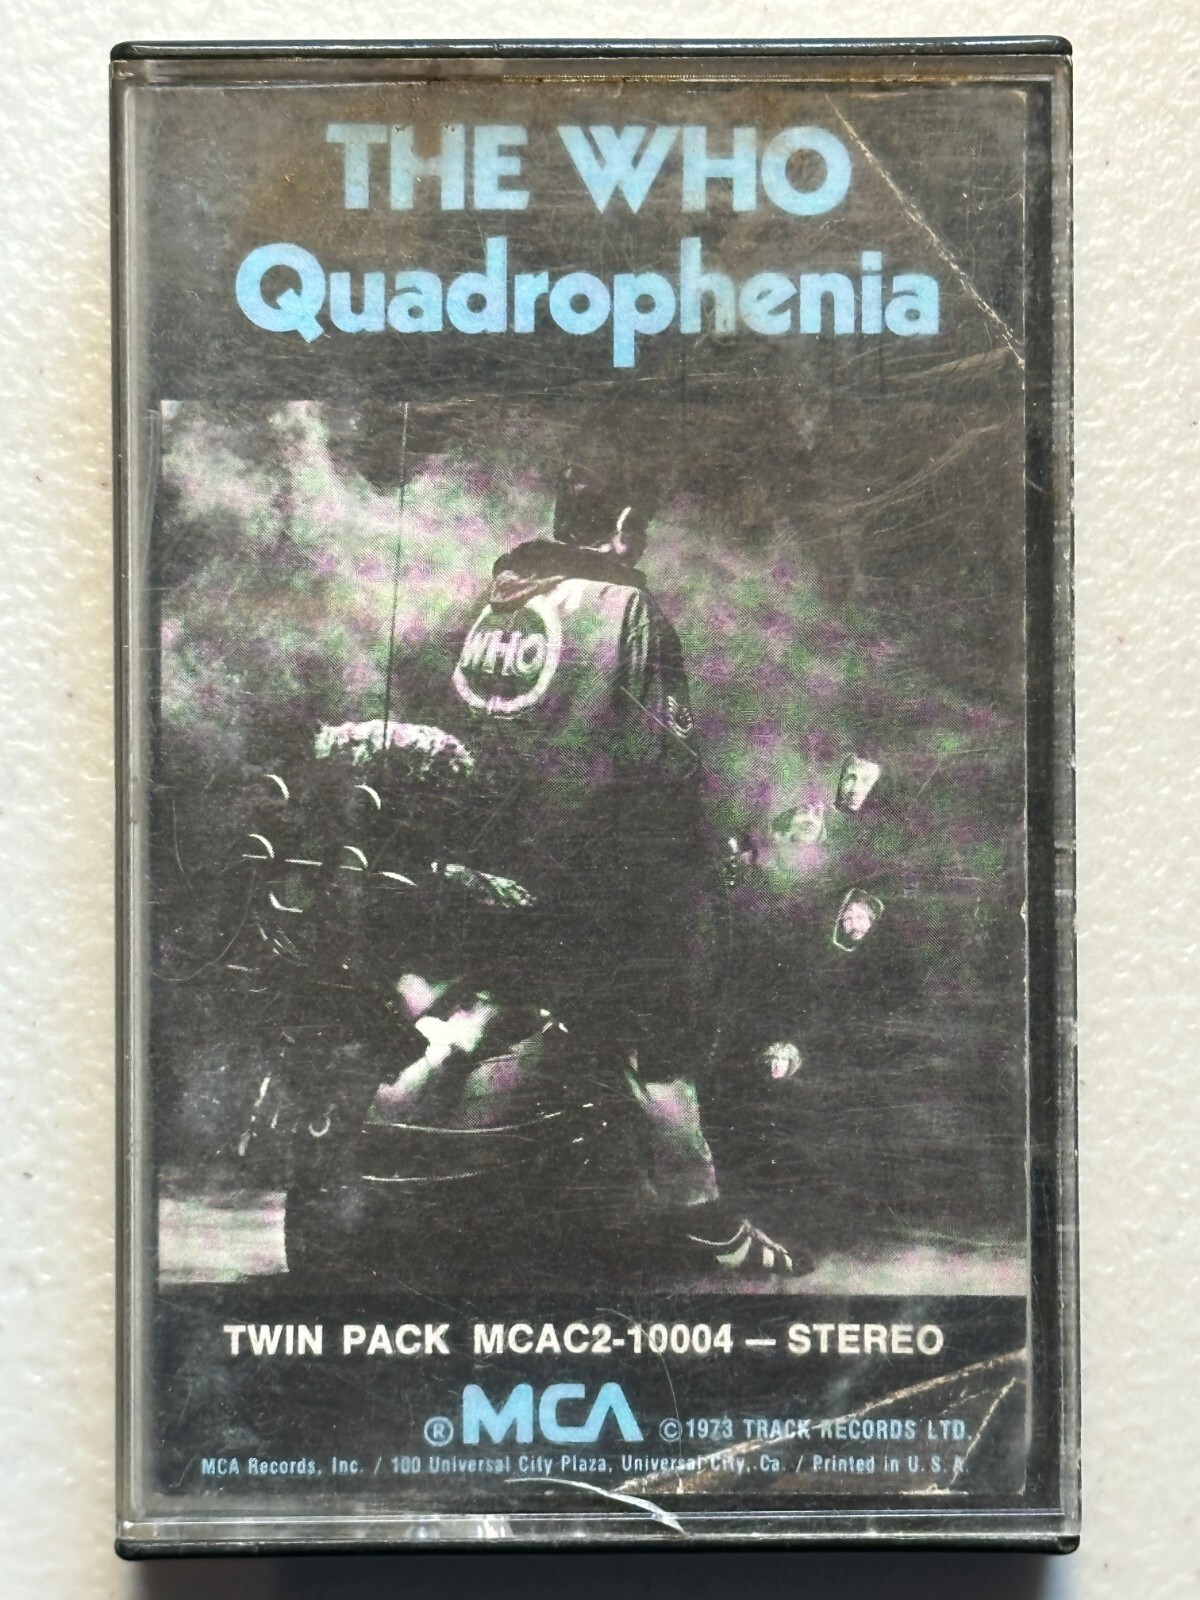 THE WHO
Quadrophenia
WHO
TWIN PACK MCAC2-10004 — STEREO
® MCA © 1973 TRACK RECORDS LTD.
MCA Records, Inc. / 100 Universal City Plaza, Universal City, Ca. / Printed in U.S.A.